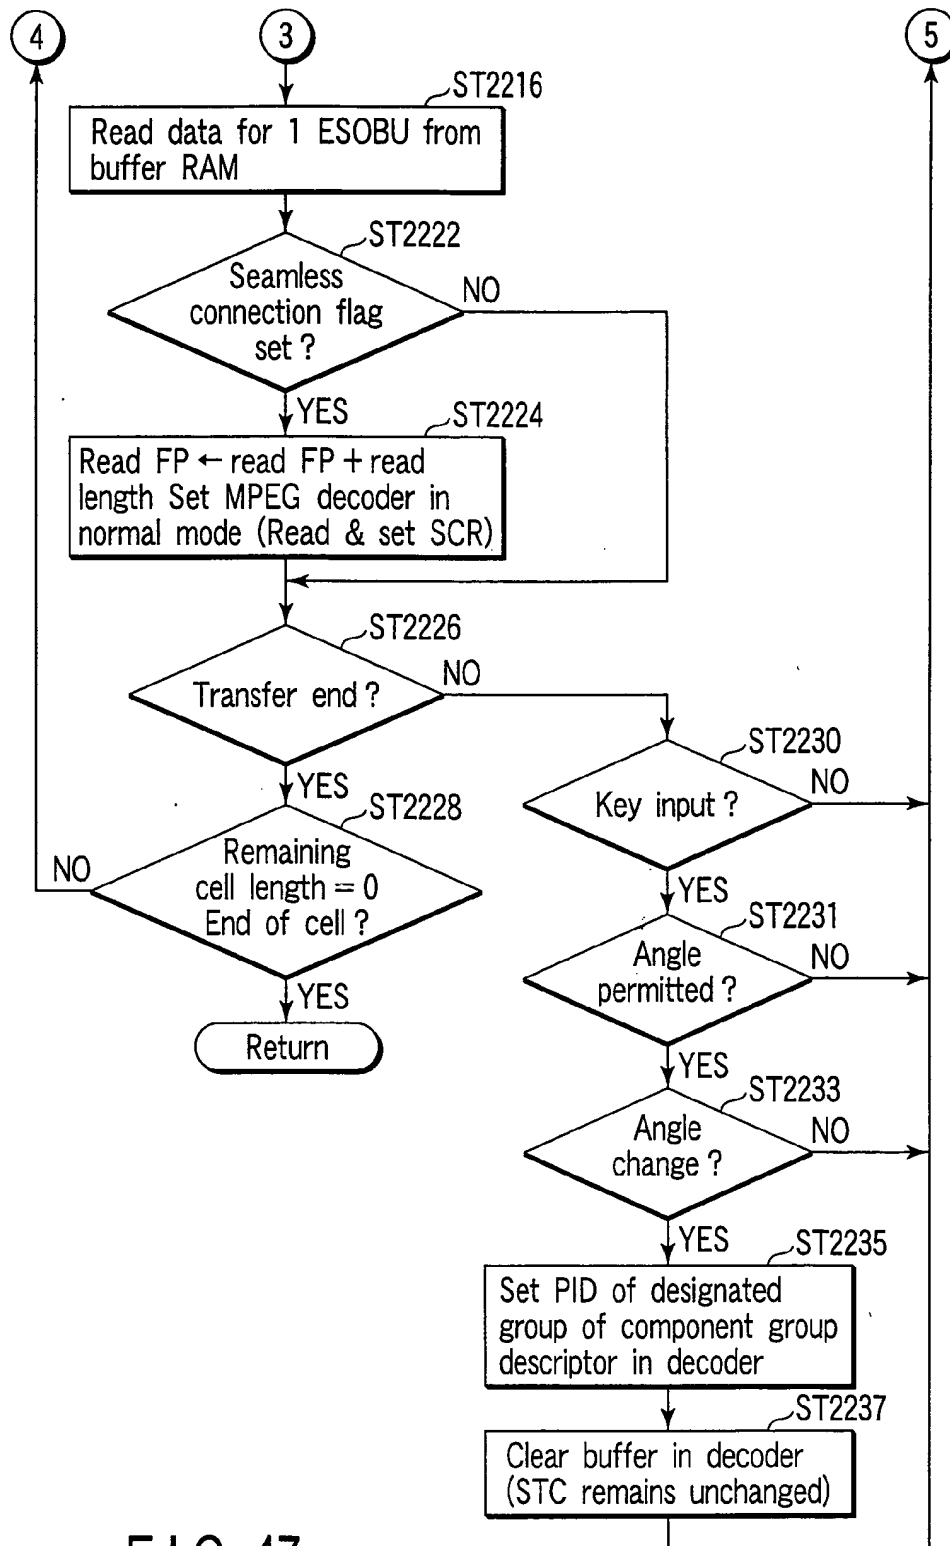 4
3
5
ST2216
Read data for 1 ESOBU from
buffer RAM
ST2222
Seamless
connection flag
set ?
NO
YES
ST2224
Read FP ← read FP + read
length Set MPEG decoder in
normal mode (Read & set SCR)
ST2226
Transfer end ?
NO
YES
ST2228
Remaining
cell length = 0
End of cell ?
NO
YES
Return
ST2230
Key input ?
NO
YES
ST2231
Angle
permitted ?
NO
YES
ST2233
Angle
change ?
NO
YES
ST2235
Set PID of designated
group of component group
descriptor in decoder
ST2237
Clear buffer in decoder
(STC remains unchanged)